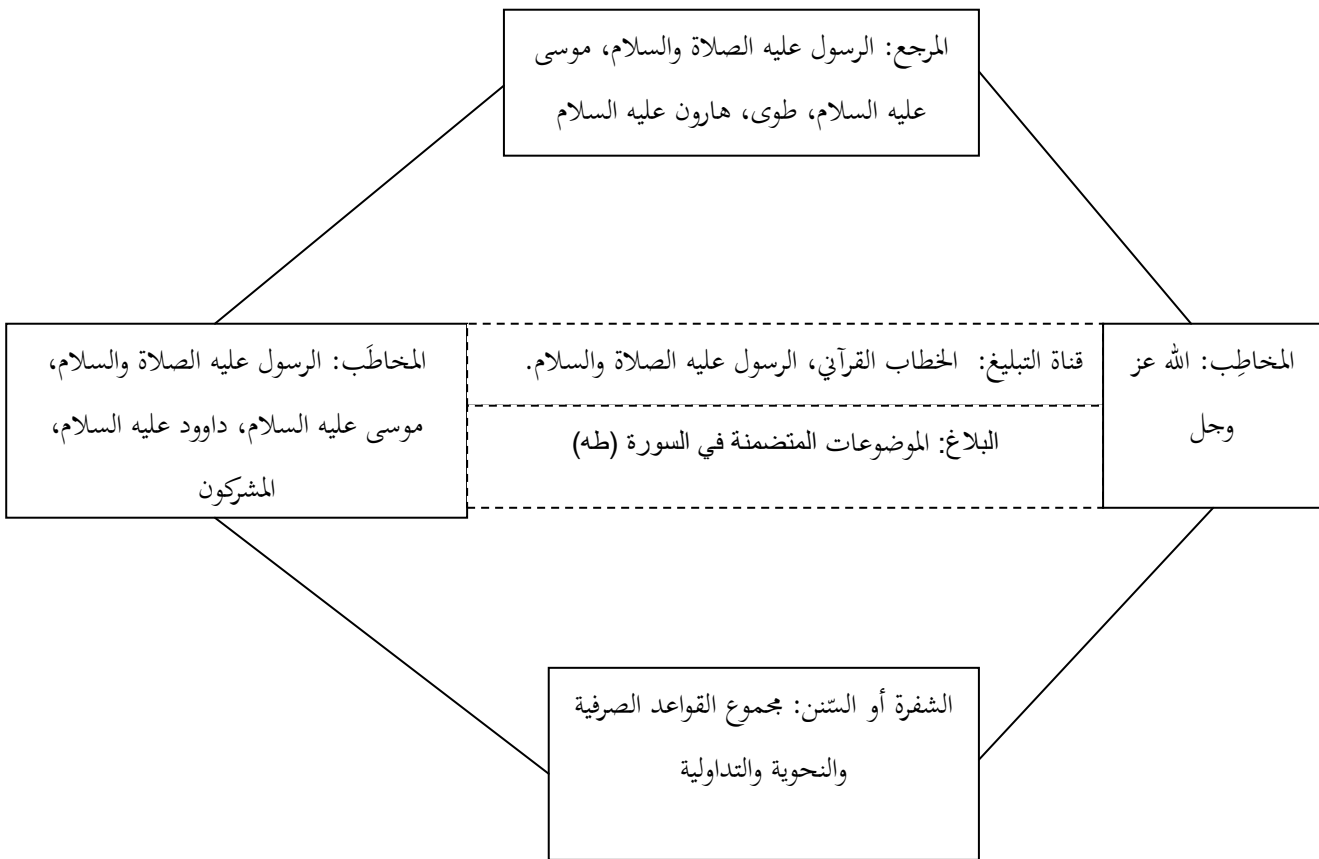 المرجع: الرسول عليه الصلاة والسلام، موسى
عليه السلام، طوى، هارون عليه السلام
المخاطِب: الله عز
وجل
قناة التبليغ: الخطاب القرآني، الرسول عليه الصلاة والسلام.
البلاغ: الموضوعات المتضمنة في السورة (طه)
المخاطَب: الرسول عليه الصلاة والسلام،
موسى عليه السلام، داوود عليه السلام،
المشركون
الشفرة أو السّنن: مجموع القواعد الصرفية
والنحوية والتداولية